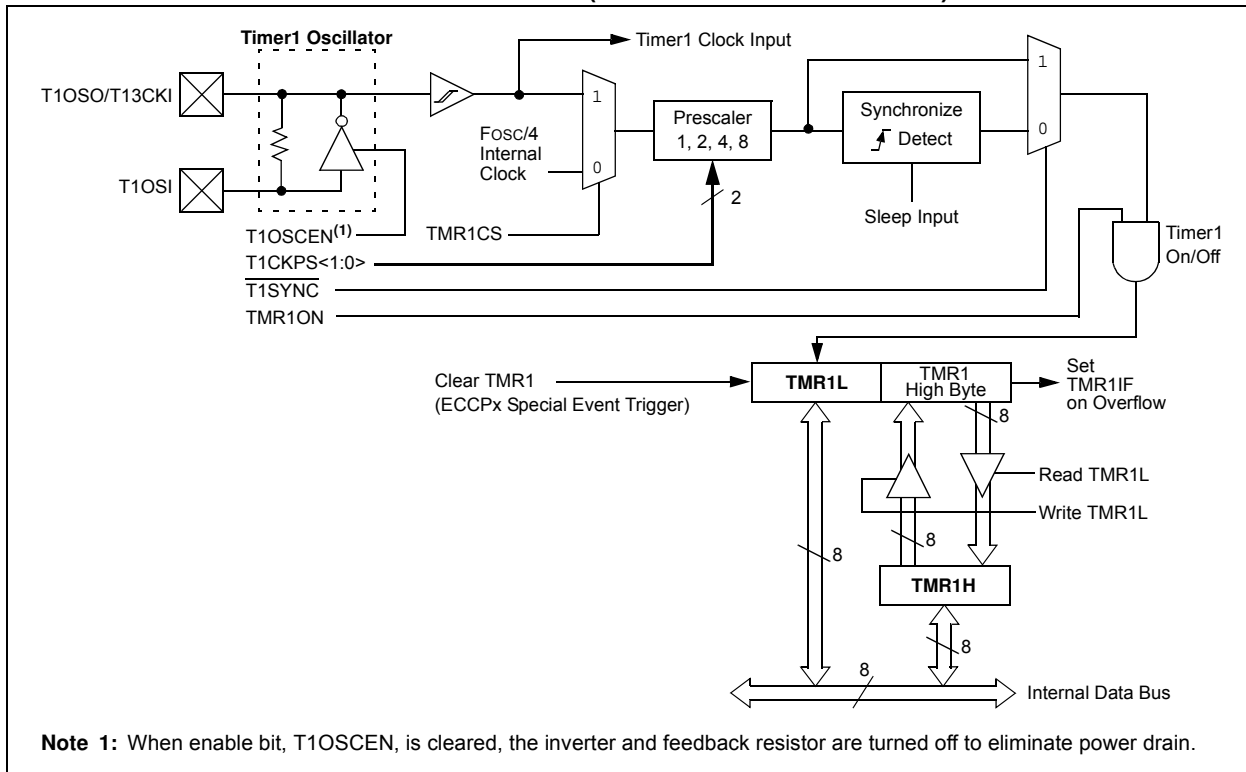 Timer1 Oscillator
Timer1 Clock Input
T1OSO/T13CKI
1
1
FOSC/4
Internal
Clock
0
Prescaler
1, 2, 4, 8
Synchronize
Detect
0
T1OSI
2
Sleep Input
T1OSCEN(1)
TMR1CS
Timer1
On/Off
T1CKPS<1:0>
T1SYNC
TMR1ON
Clear TMR1
(ECCPx Special Event Trigger)
TMR1L
TMR1
High Byte
Set
TMR1IF
on Overflow
8
Read TMR1L
Write TMR1L
8
8
TMR1H
8
8
Internal Data Bus
Note 1: When enable bit, T1OSCEN, is cleared, the inverter and feedback resistor are turned off to eliminate power drain.